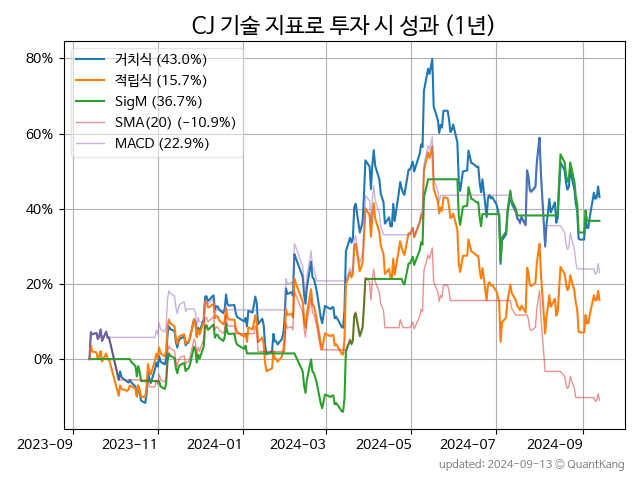 CJ 기술 지표로 투자 시 성과 (1년)
80%
60%
40%
20%
0%
거치식 (43.0%)
적립식 (15.7%)
SigM (36.7%)
SMA(20) (-10.9%)
MACD (22.9%)
2023-09
2023-11
2024-01
2024-03
2024-05
2024-07
2024-09
updated: 2024-09-13 © QuantKang